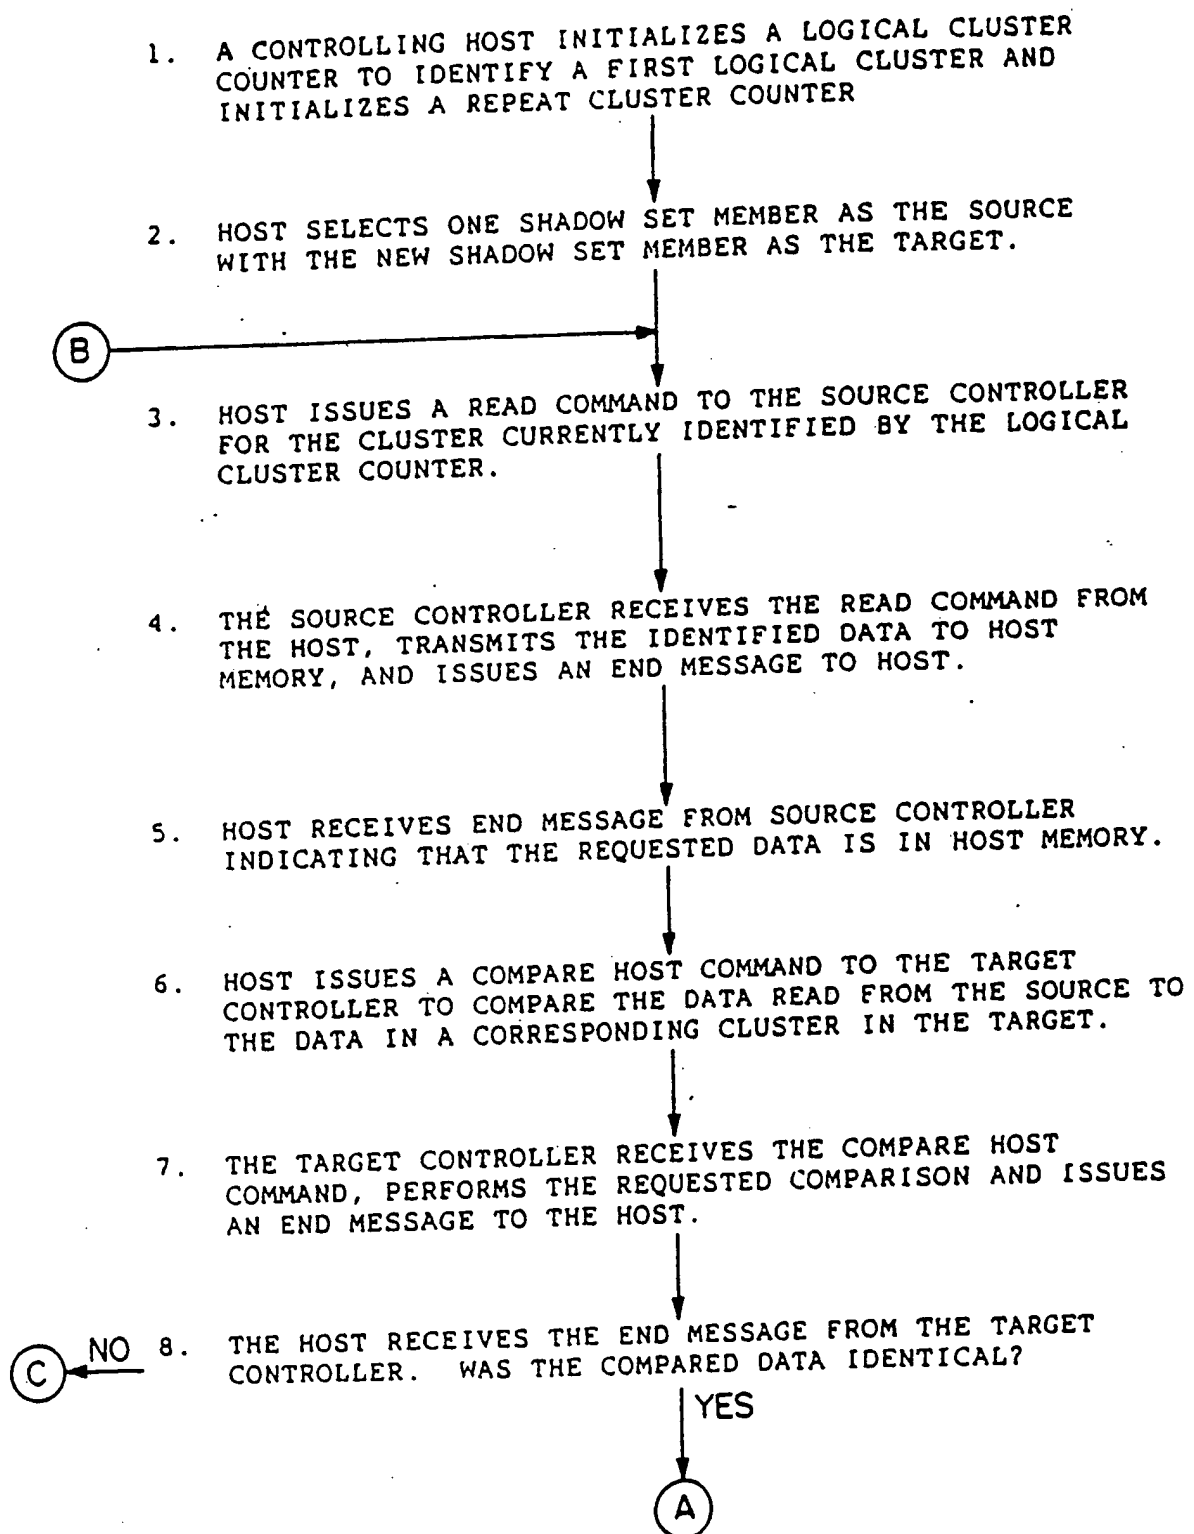 1. A CONTROLLING HOST INITIALIZES A LOGICAL CLUSTER
COUNTER TO IDENTIFY A FIRST LOGICAL CLUSTER AND
INITIALIZES A REPEAT CLUSTER COUNTER
2. HOST SELECTS ONE SHADOW SET MEMBER AS THE SOURCE
WITH THE NEW SHADOW SET MEMBER AS THE TARGET.
B
3. HOST ISSUES A READ COMMAND TO THE SOURCE CONTROLLER
FOR THE CLUSTER CURRENTLY IDENTIFIED BY THE LOGICAL
CLUSTER COUNTER.
4. THE SOURCE CONTROLLER RECEIVES THE READ COMMAND FROM
THE HOST, TRANSMITS THE IDENTIFIED DATA TO HOST
MEMORY, AND ISSUES AN END MESSAGE TO HOST.
5. HOST RECEIVES END MESSAGE FROM SOURCE CONTROLLER
INDICATING THAT THE REQUESTED DATA IS IN HOST MEMORY.
6. HOST ISSUES A COMPARE HOST COMMAND TO THE TARGET
CONTROLLER TO COMPARE THE DATA READ FROM THE SOURCE TO
THE DATA IN A CORRESPONDING CLUSTER IN THE TARGET.
7. THE TARGET CONTROLLER RECEIVES THE COMPARE HOST
COMMAND, PERFORMS THE REQUESTED COMPARISON AND ISSUES
AN END MESSAGE TO THE HOST.
C NO 8. THE HOST RECEIVES THE END MESSAGE FROM THE TARGET
CONTROLLER. WAS THE COMPARED DATA IDENTICAL?
YES
A